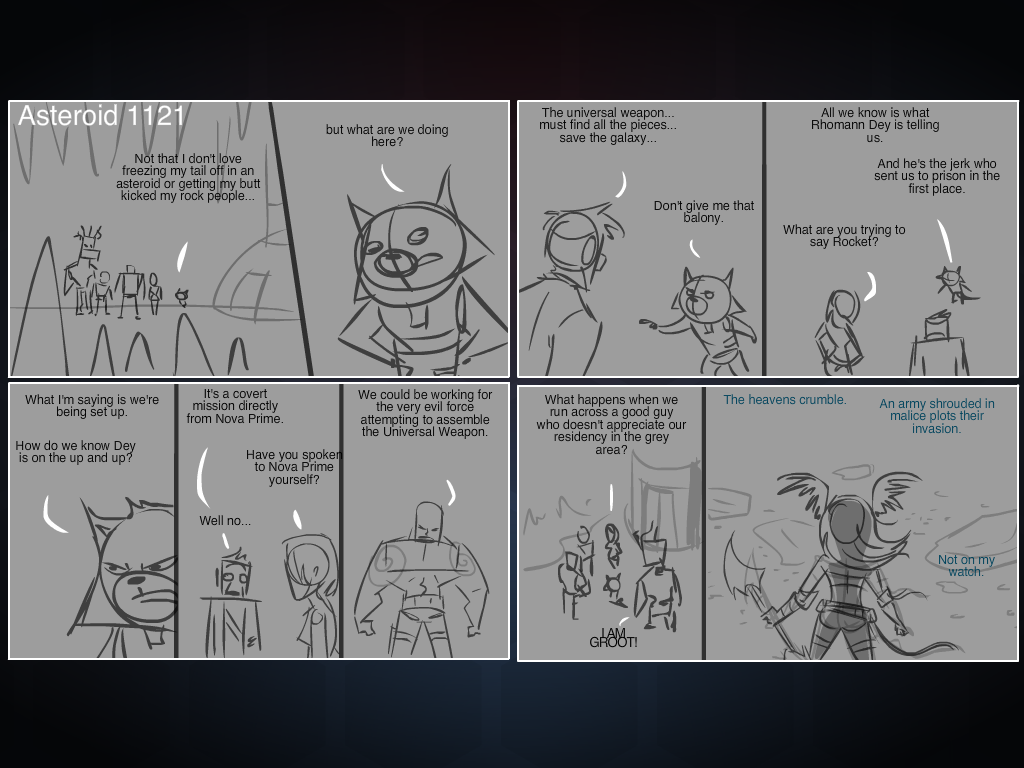 Asteroid 1121
Not that I don't love
freezing my tail off in an
asteroid or getting my butt
kicked my rock people...
but what are we doing
here?
The universal weapon...
must find all the pieces...
save the galaxy...
Don't give me that
balony.
All we know is what
Rhomann Dey is telling
us.
And he's the jerk who
sent us to prison in the
first place.
What are you trying to
say Rocket?
What I'm saying is we're
being set up.
How do we know Dey
is on the up and up?
It's a covert
mission directly
from Nova Prime.
Have you spoken
to Nova Prime
yourself?
Well no...
We could be working for
the very evil force
attempting to assemble
the Universal Weapon.
What happens when we
run across a good guy
who doesn't appreciate our
residency in the grey
area?
I AM
GROOT!
The heavens crumble.
An army shrouded in
malice plots their
invasion.
Not on my
watch.